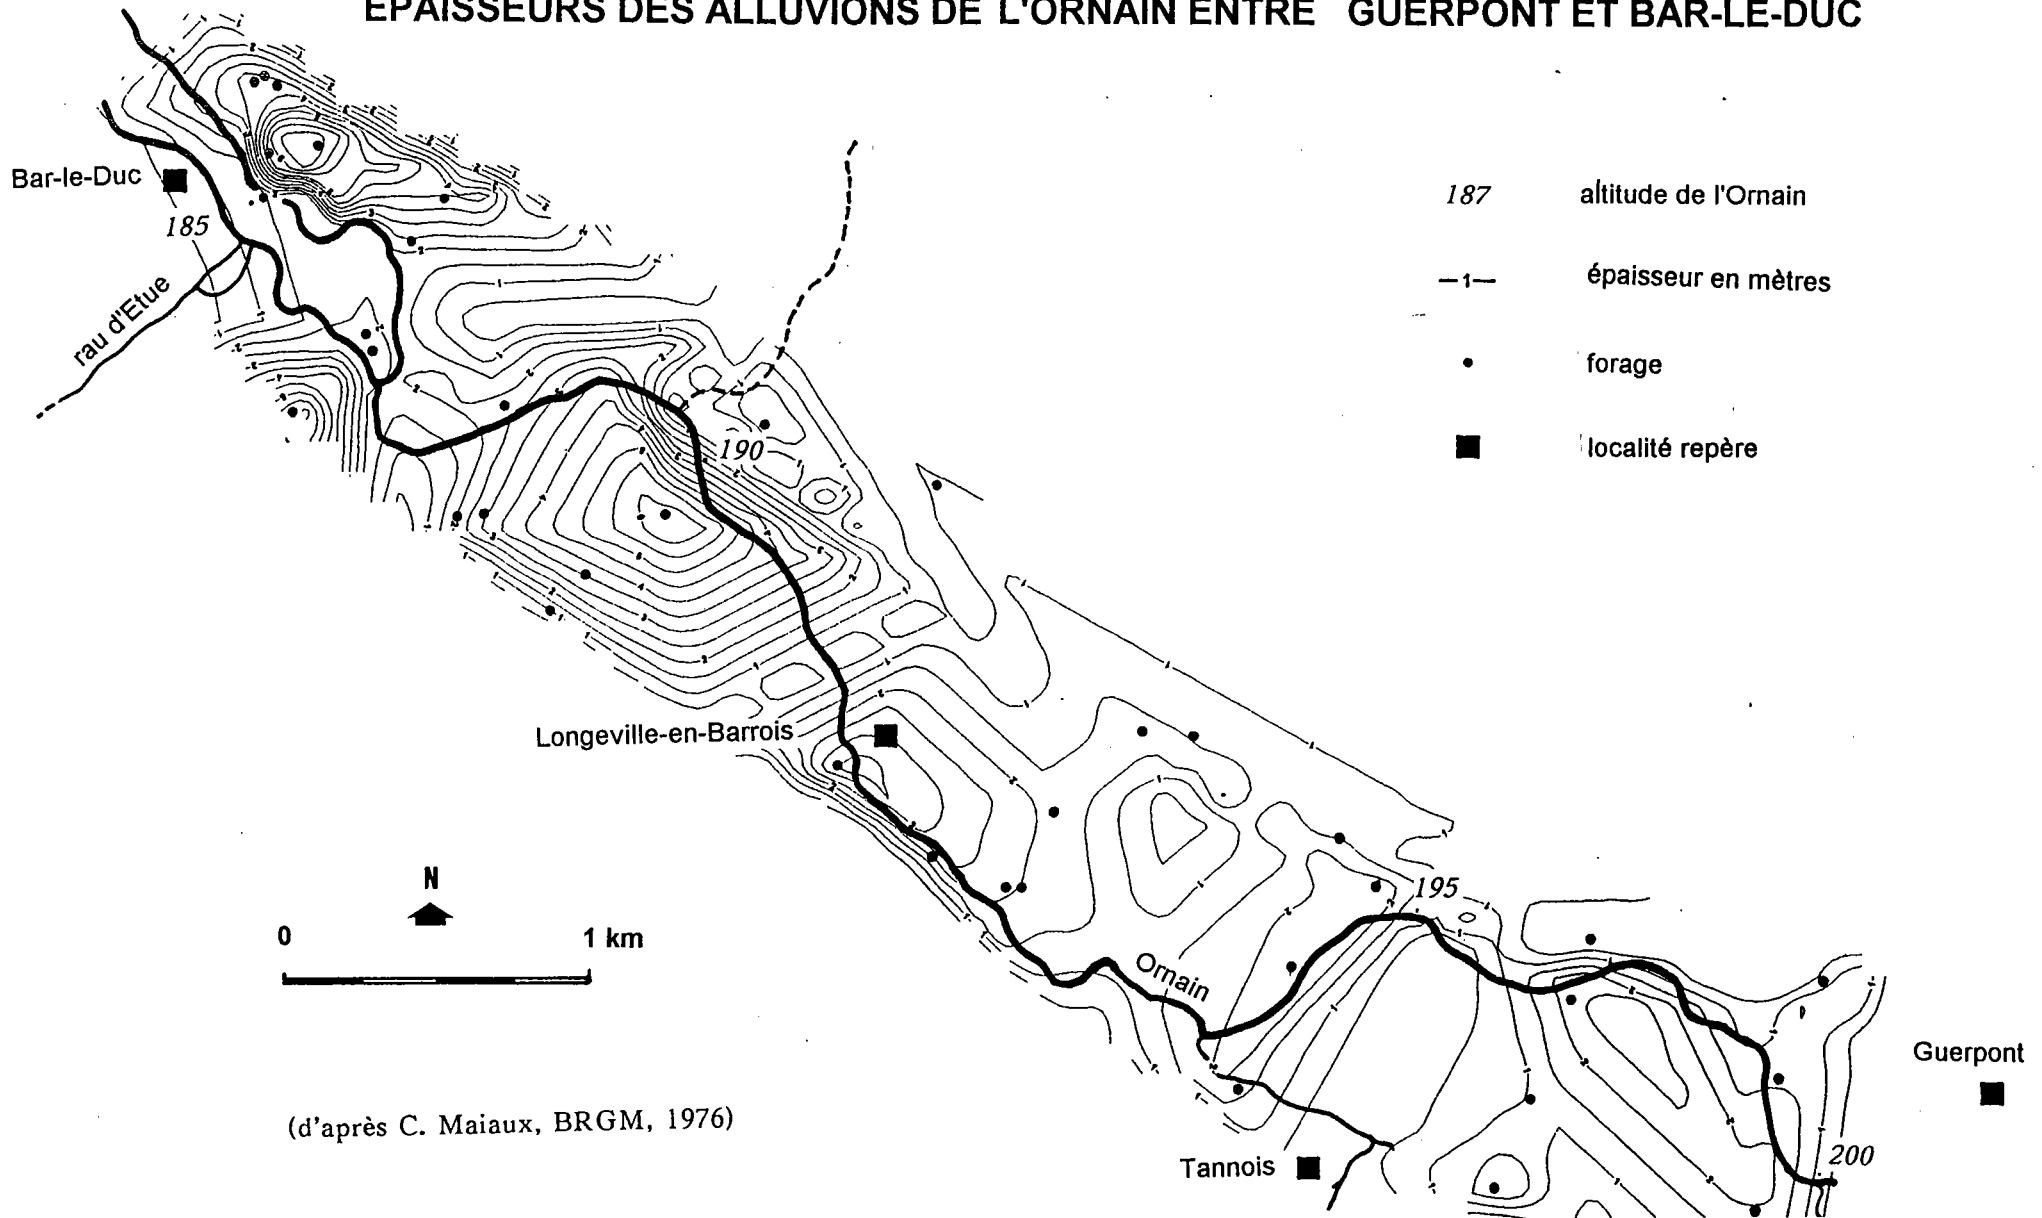 EPAISSEURS DES ALLUVIONS DE L'ORNAIN ENTRE GUERPONT ET BAR-LE-DUC
Bar-le-Duc
185
rau d'Etue
187 altitude de l'Ornain
—1— épaisseur en mètres
forage
localité repère
190
Longeville-en-Barrois
N
0 1 km
195
Ornain
Guerpont
(d'après C. Maiaux, BRGM, 1976)
Tannois
200